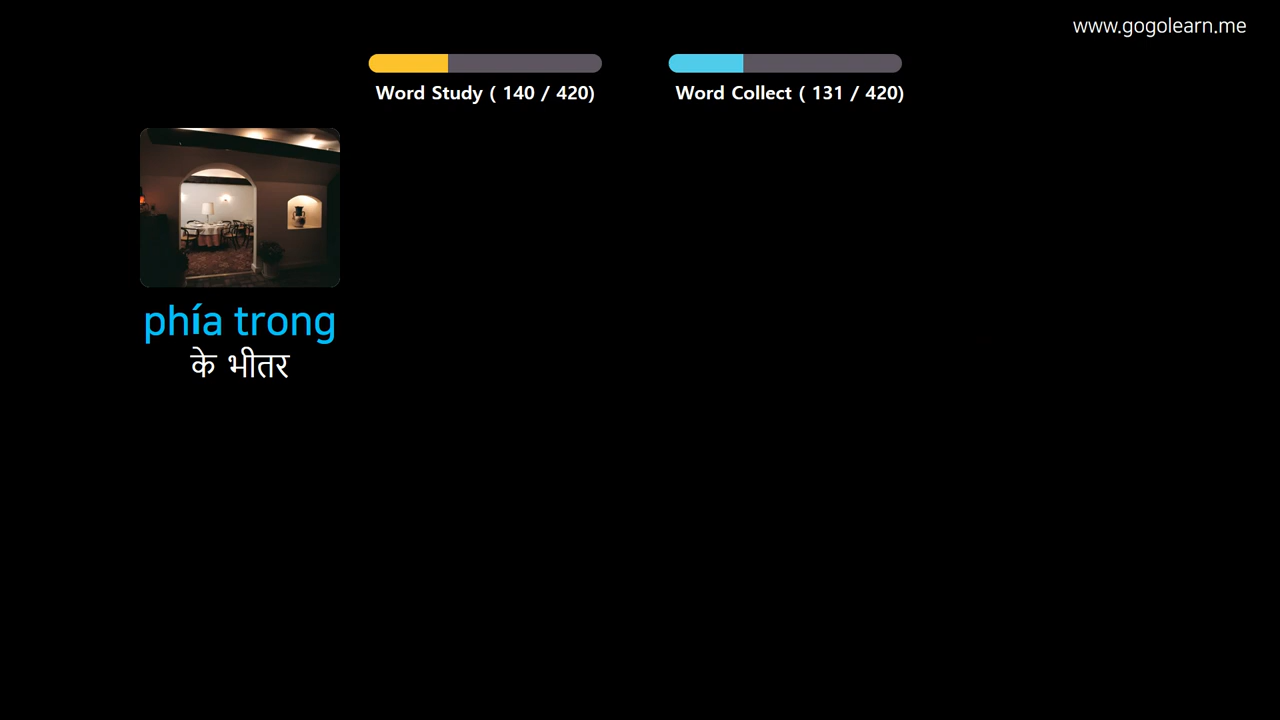 www.gogolearn.me
Word Study ( 140 / 420)
Word Collect ( 131 / 420)
phía trong
के भीतर